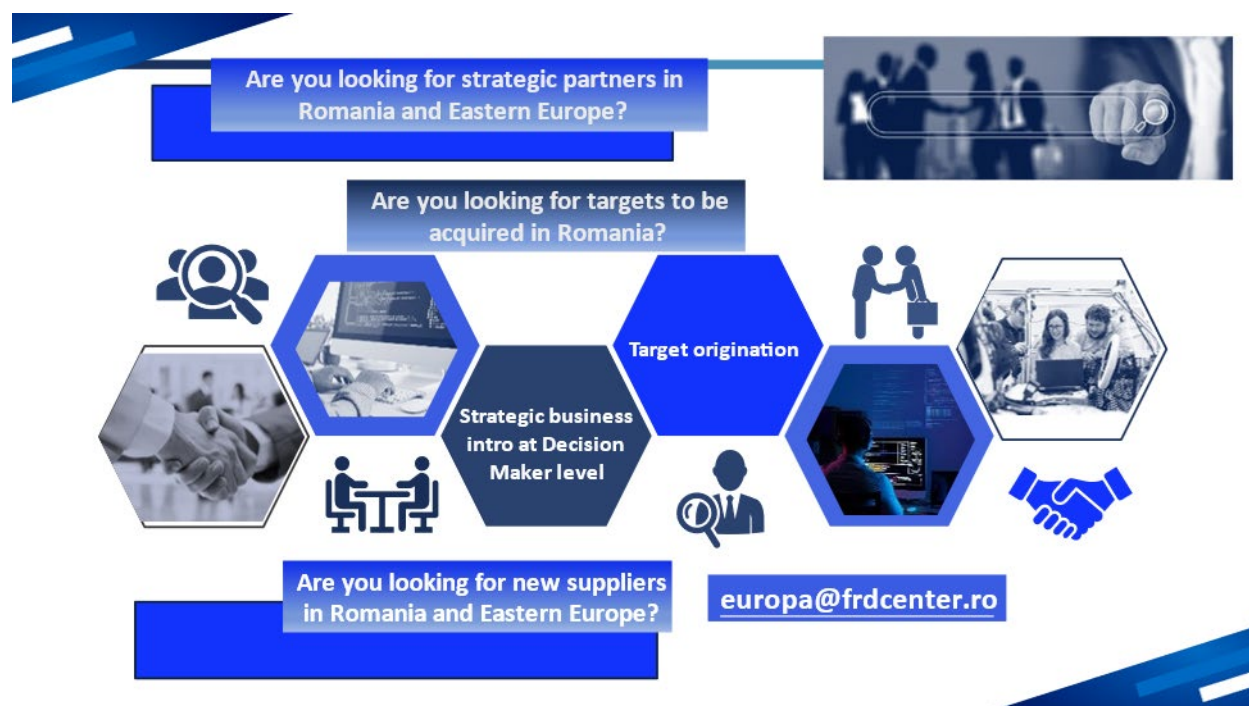 Are you looking for strategic partners in
Romania and Eastern Europe?
Are you looking for targets to be
acquired in Romania?
Target origination
Strategic business
intro at Decision
Maker level
Are you looking for new suppliers
in Romania and Eastern Europe?
europa@frdcenter.ro